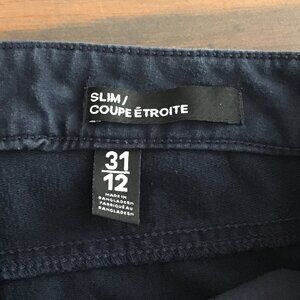 SLIM /
COUPE ÉTROITE
31
12
MADE IN
BANGLADESH
FABRIQUÉ AU
BANGLADESH